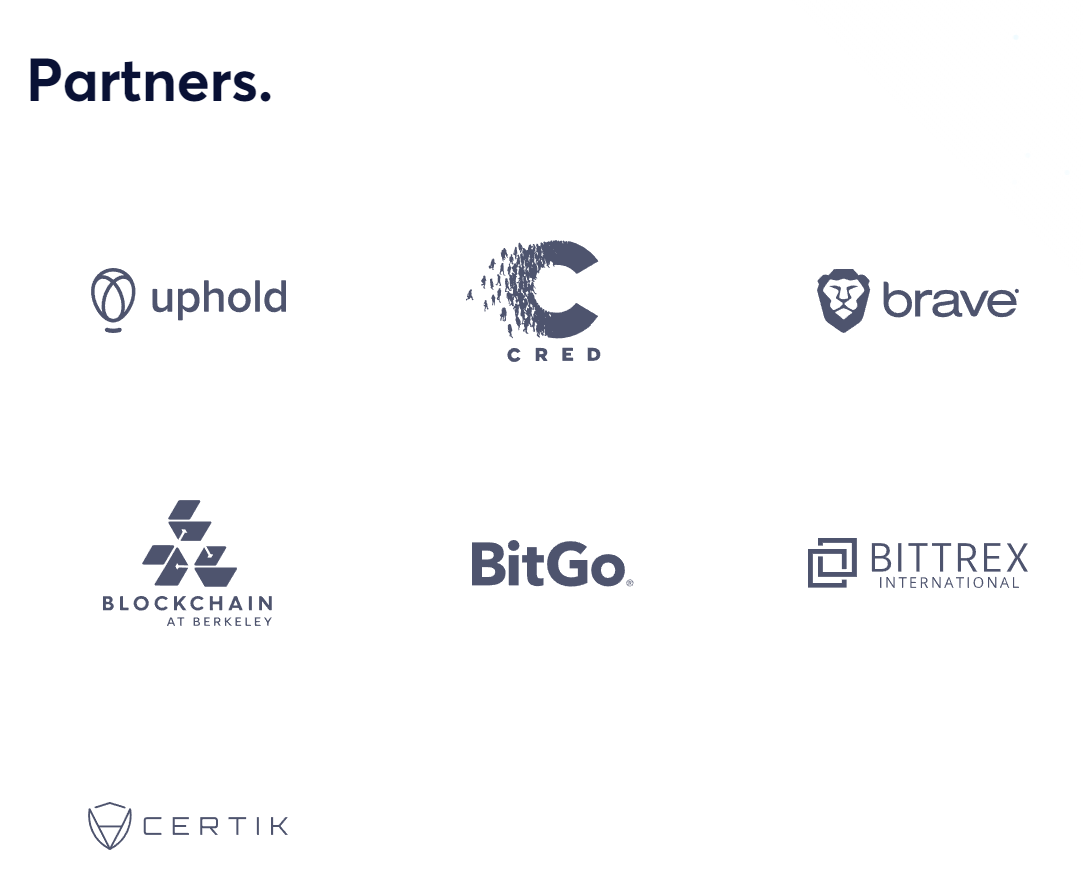 Partners.
uphold
CRED
brave
BLOCKCHAIN
AT BERKELEY
BitGo®
BITTREX
INTERNATIONAL
CERTIK